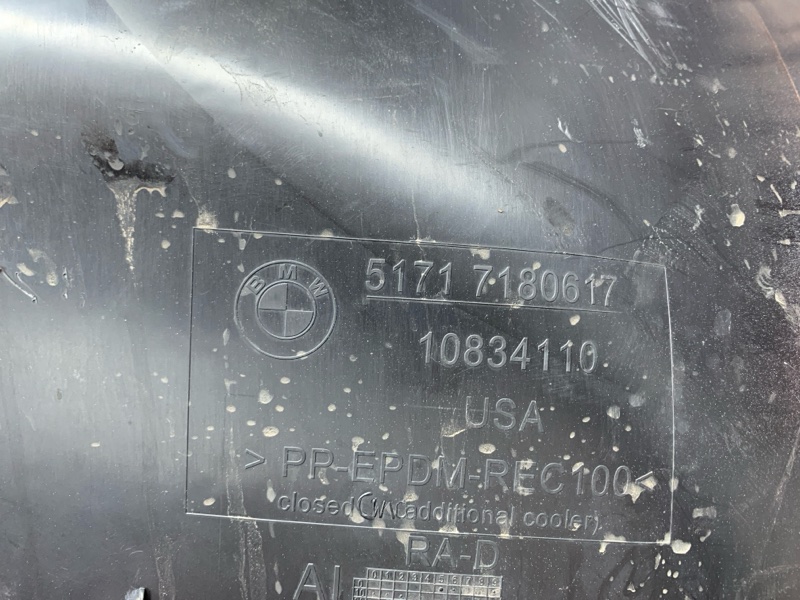 BMW
5171 7180617
10834110
USA
> PP-EPDM-REC100<
closed (W/O additional cooler)
RA-D